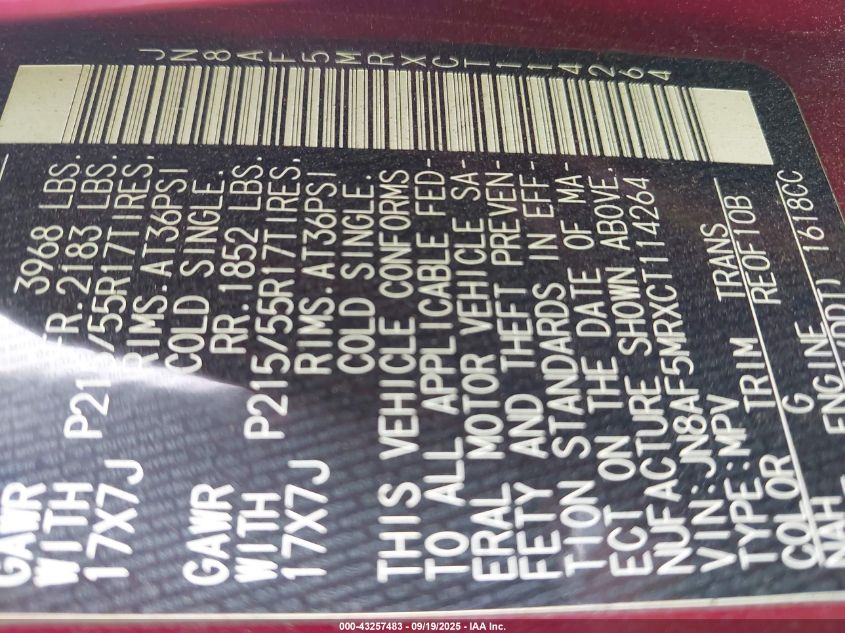 JN8AF5MRXCT114264
3968 LBS.
GAWR FR. 2183 LBS.
WITH P215/55R17TIRES.
17X7J RIMS. AT36PSI
COLD SINGLE.
GAWR RR. 1852 LBS.
WITH P215/55R17TIRES.
17X7J RIMS. AT36PSI
COLD SINGLE.
THIS VEHICLE CONFORMS
TO ALL APPLICABLE FED-
ERAL MOTOR VEHICLE SA-
FETY AND THEFT PREVEN-
TION STANDARDS IN EFF-
ECT ON THE DATE OF MA-
NUFACTURE SHOWN ABOVE.
VIN:JN8AF5MRXCT114264
TYPE:MPV
COLOR TRIM TRANS
NAH G RE0F10B
ENGINE 1618CC
000-43257483 - 09/19/2025 - IAA Inc.